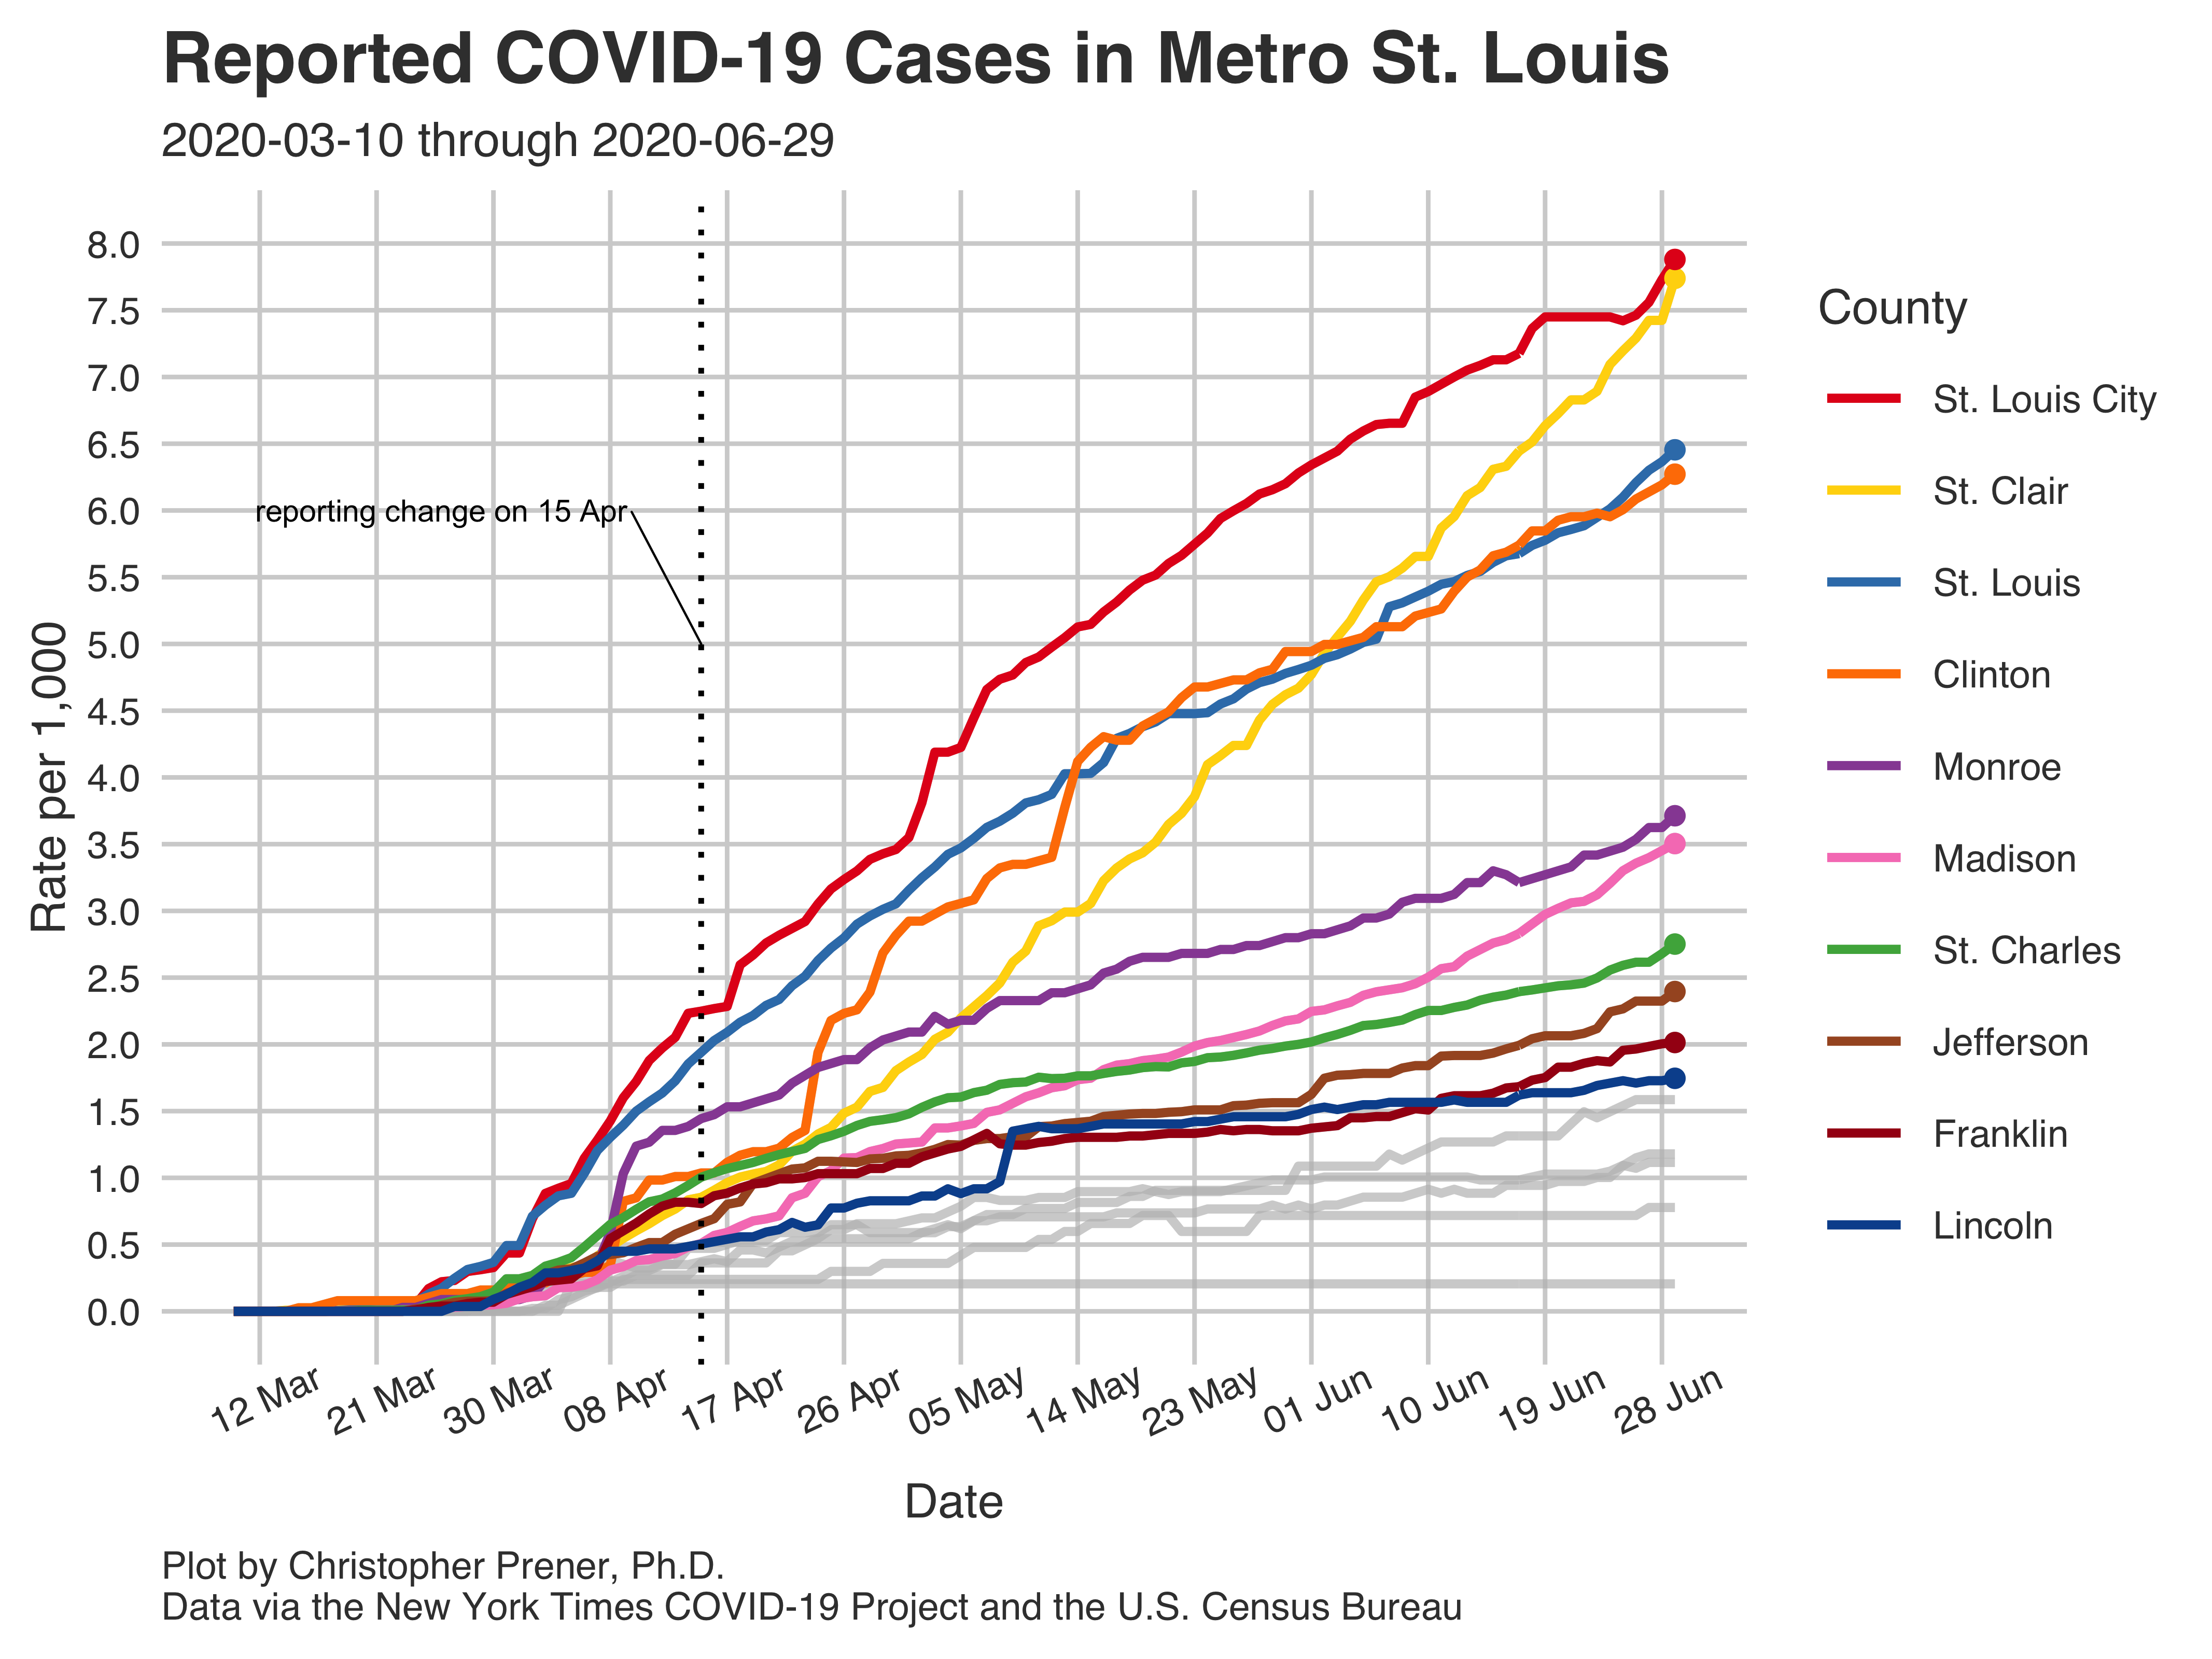 Reported COVID-19 Cases in Metro St. Louis
2020-03-10 through 2020-06-29
8.0
7.5
7.0
6.5
6.0
5.5
5.0
4.5
4.0
3.5
3.0
2.5
2.0
1.5
1.0
0.5
0.0
Rate per 1,000
reporting change on 15 Apr
12 Mar
21 Mar
30 Mar
08 Apr
17 Apr
26 Apr
05 May
14 May
23 May
01 Jun
10 Jun
19 Jun
28 Jun
Date
County
St. Louis City
St. Clair
St. Louis
Clinton
Monroe
Madison
St. Charles
Jefferson
Franklin
Lincoln
Plot by Christopher Prener, Ph.D.
Data via the New York Times COVID-19 Project and the U.S. Census Bureau